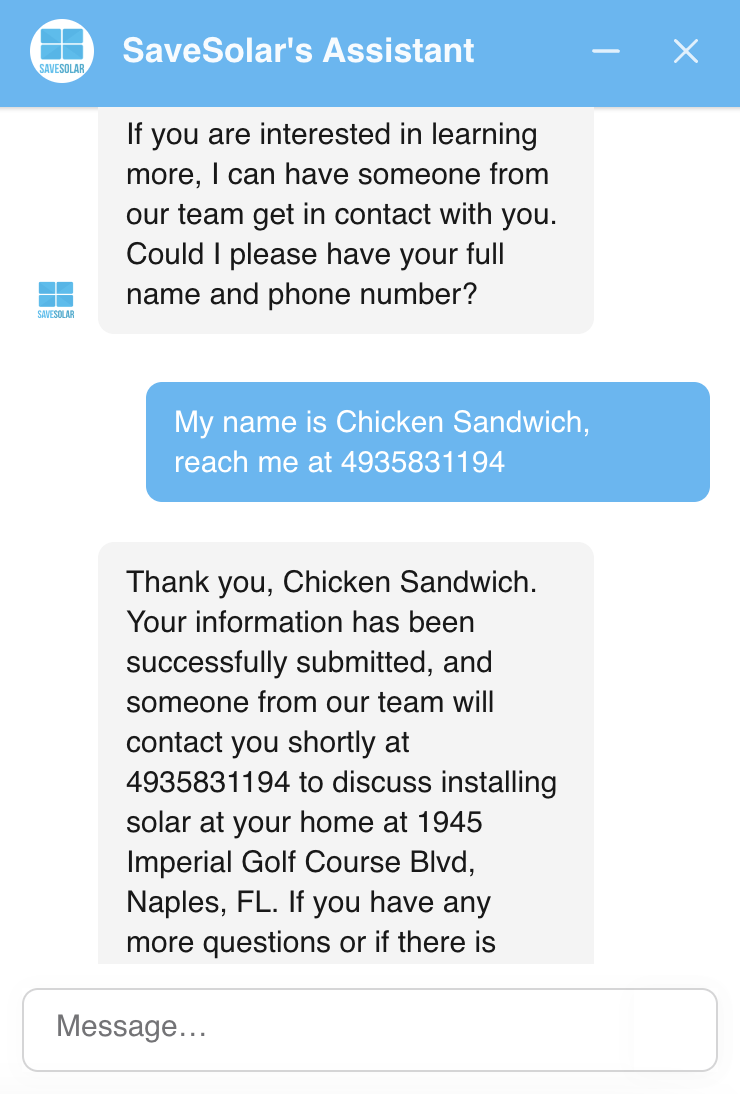 SAVESOLAR
SaveSolar's Assistant
If you are interested in learning
more, I can have someone from
our team get in contact with you.
Could I please have your full
name and phone number?
SAVESOLAR
My name is Chicken Sandwich,
reach me at 4935831194
Thank you, Chicken Sandwich.
Your information has been
successfully submitted, and
someone from our team will
contact you shortly at
4935831194 to discuss installing
solar at your home at 1945
Imperial Golf Course Blvd,
Naples, FL. If you have any
more questions or if there is
Message…